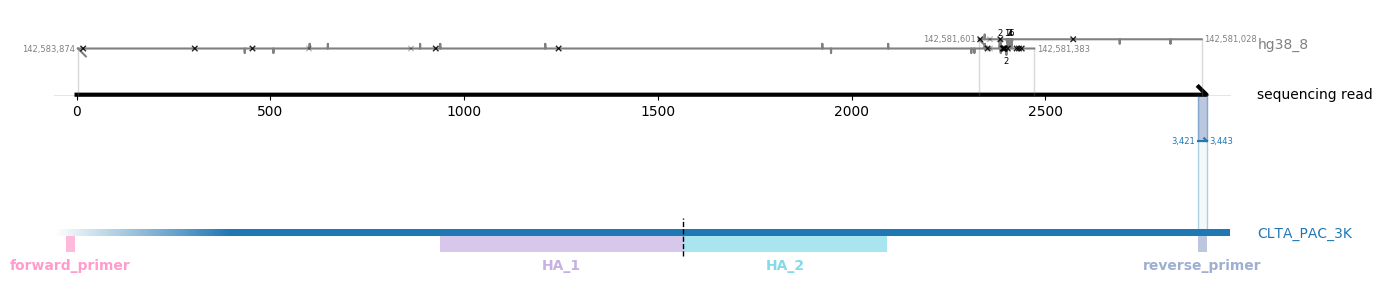 2
142,581,601
142,581,028
hg38_8
142,583,874
142,581,383
2
sequencing read
0 500 1000 1500 2000 2500
3,421 3,443
CLTA_PAC_3K
forward_primer HA_1 HA_2 reverse_primer